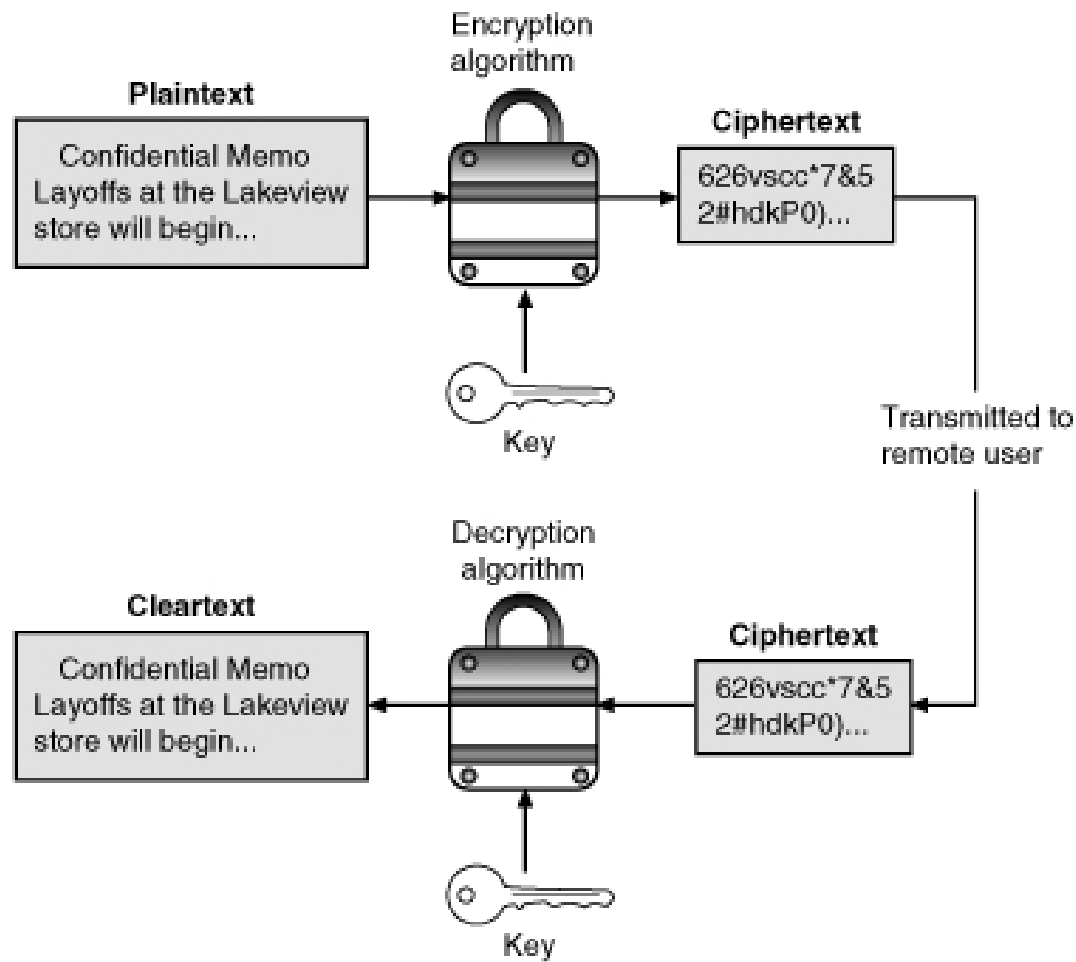 Encryption
algorithm
Plaintext
Confidential Memo
Layoffs at the Lakeview
store will begin...
Ciphertext
626vscc*7&5
2#hdkP0)...
Key
Transmitted to
remote user
Decryption
algorithm
Ciphertext
626vscc*7&5
2#hdkP0)...
Cleartext
Confidential Memo
Layoffs at the Lakeview
store will begin...
Key